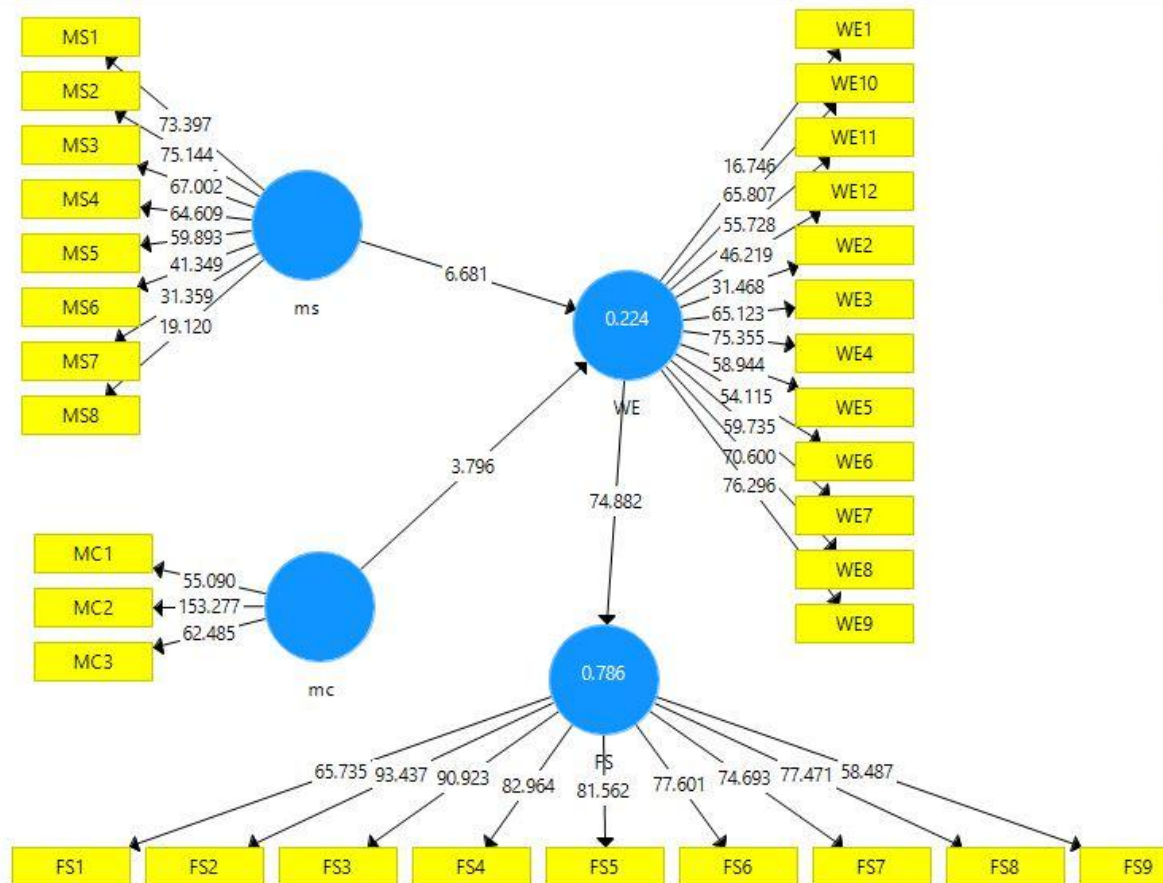 MS1
MS2
MS3
MS4
MS5
MS6
MS7
MS8
73.397
75.144
67.002
64.609
59.893
41.349
31.359
19.120
ms
6.681
WE1
WE10
WE11
WE12
WE2
WE3
WE4
WE5
WE6
WE7
WE8
WE9
16.746
65.807
55.728
46.219
31.468
65.123
75.355
58.944
54.115
59.735
70.600
76.296
0.224
WE
3.796
74.882
MC1
MC2
MC3
55.090
153.277
62.485
mc
0.786
FS
65.735
93.437
90.923
82.964
81.562
77.601
74.693
77.471
58.487
FS1
FS2
FS3
FS4
FS5
FS6
FS7
FS8
FS9